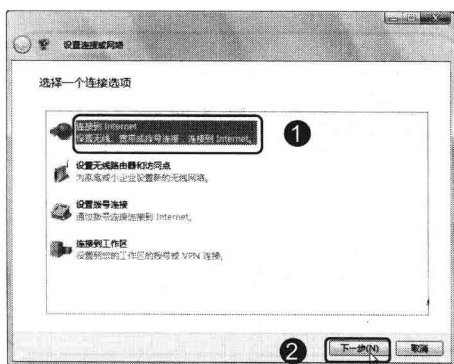 设置连接或网络
选择一个连接选项
连接到 Internet
设置无线、宽带或拨号连接，连接到 Internet。
1
设置无线路由器和访问点
为家庭或小企业设置新的无线网络。
设置拨号连接
通过拨号连接连接到 Internet。
连接到工作区
设置到您的工作区的拨号或 VPN 连接。
2
下一步(N)
取消